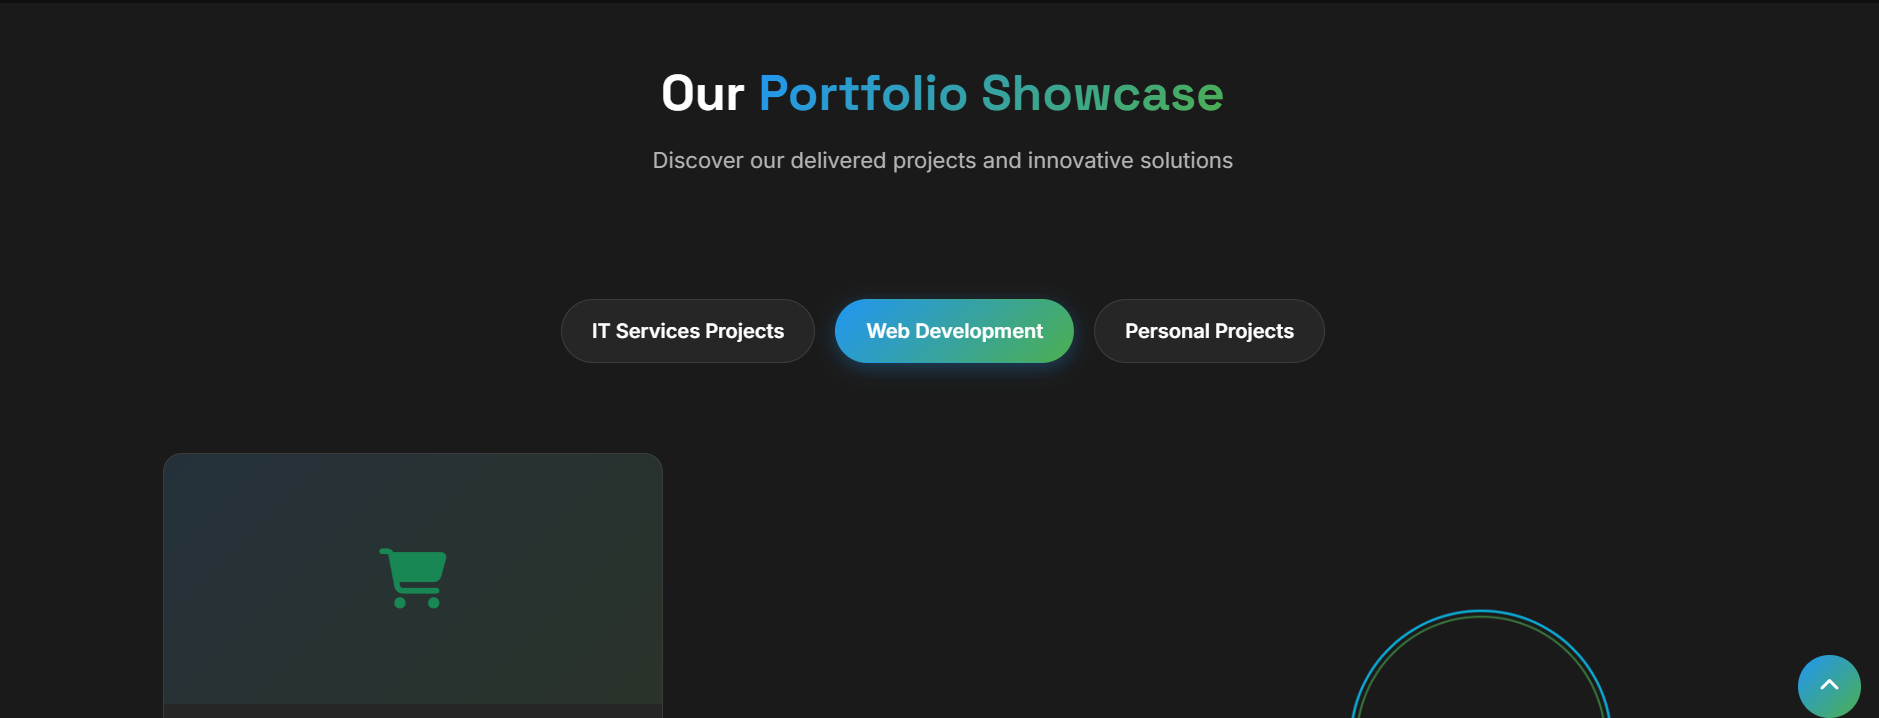 Our Portfolio Showcase
Discover our delivered projects and innovative solutions
IT Services Projects
Web Development
Personal Projects